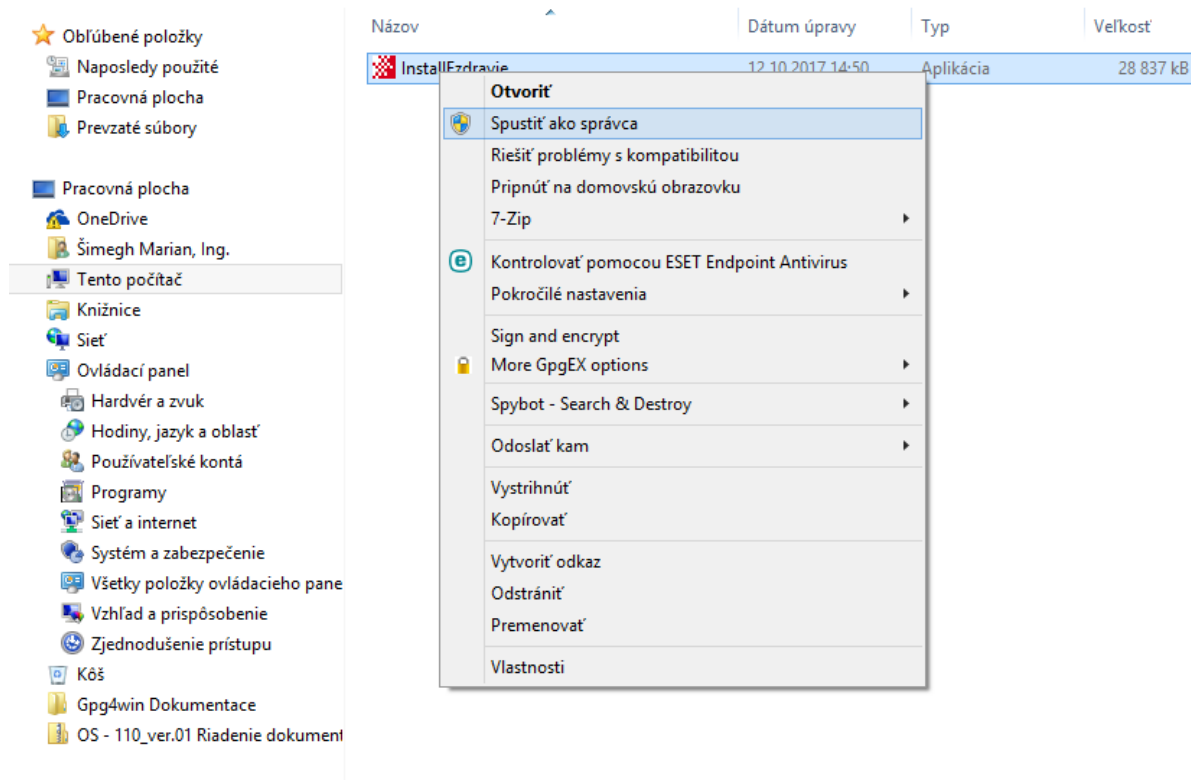 Obľúbené položky
Naposledy použité
Pracovná plocha
Prevzaté súbory
Pracovná plocha
OneDrive
Šimegh Marian, Ing.
Tento počítač
Knižnice
Sieť
Ovládací panel
Hardvér a zvuk
Hodiny, jazyk a oblasť
Používateľské kontá
Programy
Sieť a internet
Systém a zabezpečenie
Všetky položky ovládacieho pane
Vzhľad a prispôsobenie
Zjednodušenie prístupu
Kôš
Gpg4win Dokumentace
OS - 110_ver.01 Riadenie dokument
Názov Dátum úpravy Typ Veľkosť
InstallEzdravie 12.10.2017 14:50 Aplikácia 28 837 kB
Otvoriť
Spustiť ako správca
Riešiť problémy s kompatibilitou
Pripnúť na domovskú obrazovku
7-Zip
Kontrolovať pomocou ESET Endpoint Antivirus
Pokročilé nastavenia
Sign and encrypt
More GpgEX options
Spybot - Search & Destroy
Odoslať kam
Vystrihnúť
Kopírovať
Vytvoriť odkaz
Odstrániť
Premenovať
Vlastnosti